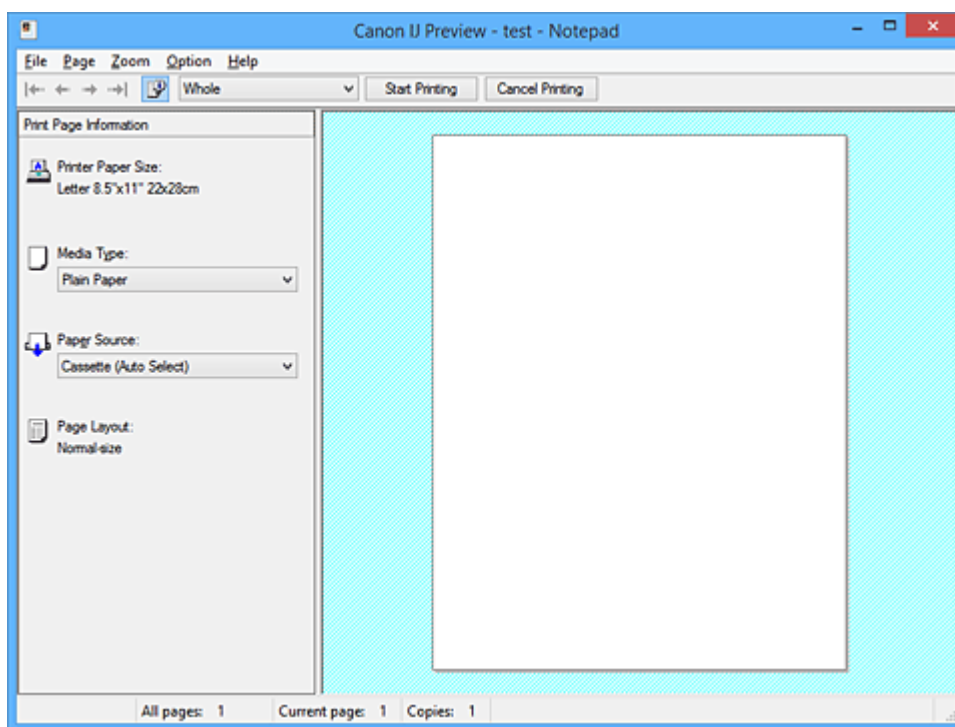 Canon IJ Preview - test - Notepad
File Page Zoom Option Help
Whole Start Printing Cancel Printing
Print Page Information
Printer Paper Size:
Letter 8.5"x11" 22x28cm
Media Type:
Plain Paper
Paper Source:
Cassette (Auto Select)
Page Layout:
Normal-size
All pages: 1 Current page: 1 Copies: 1